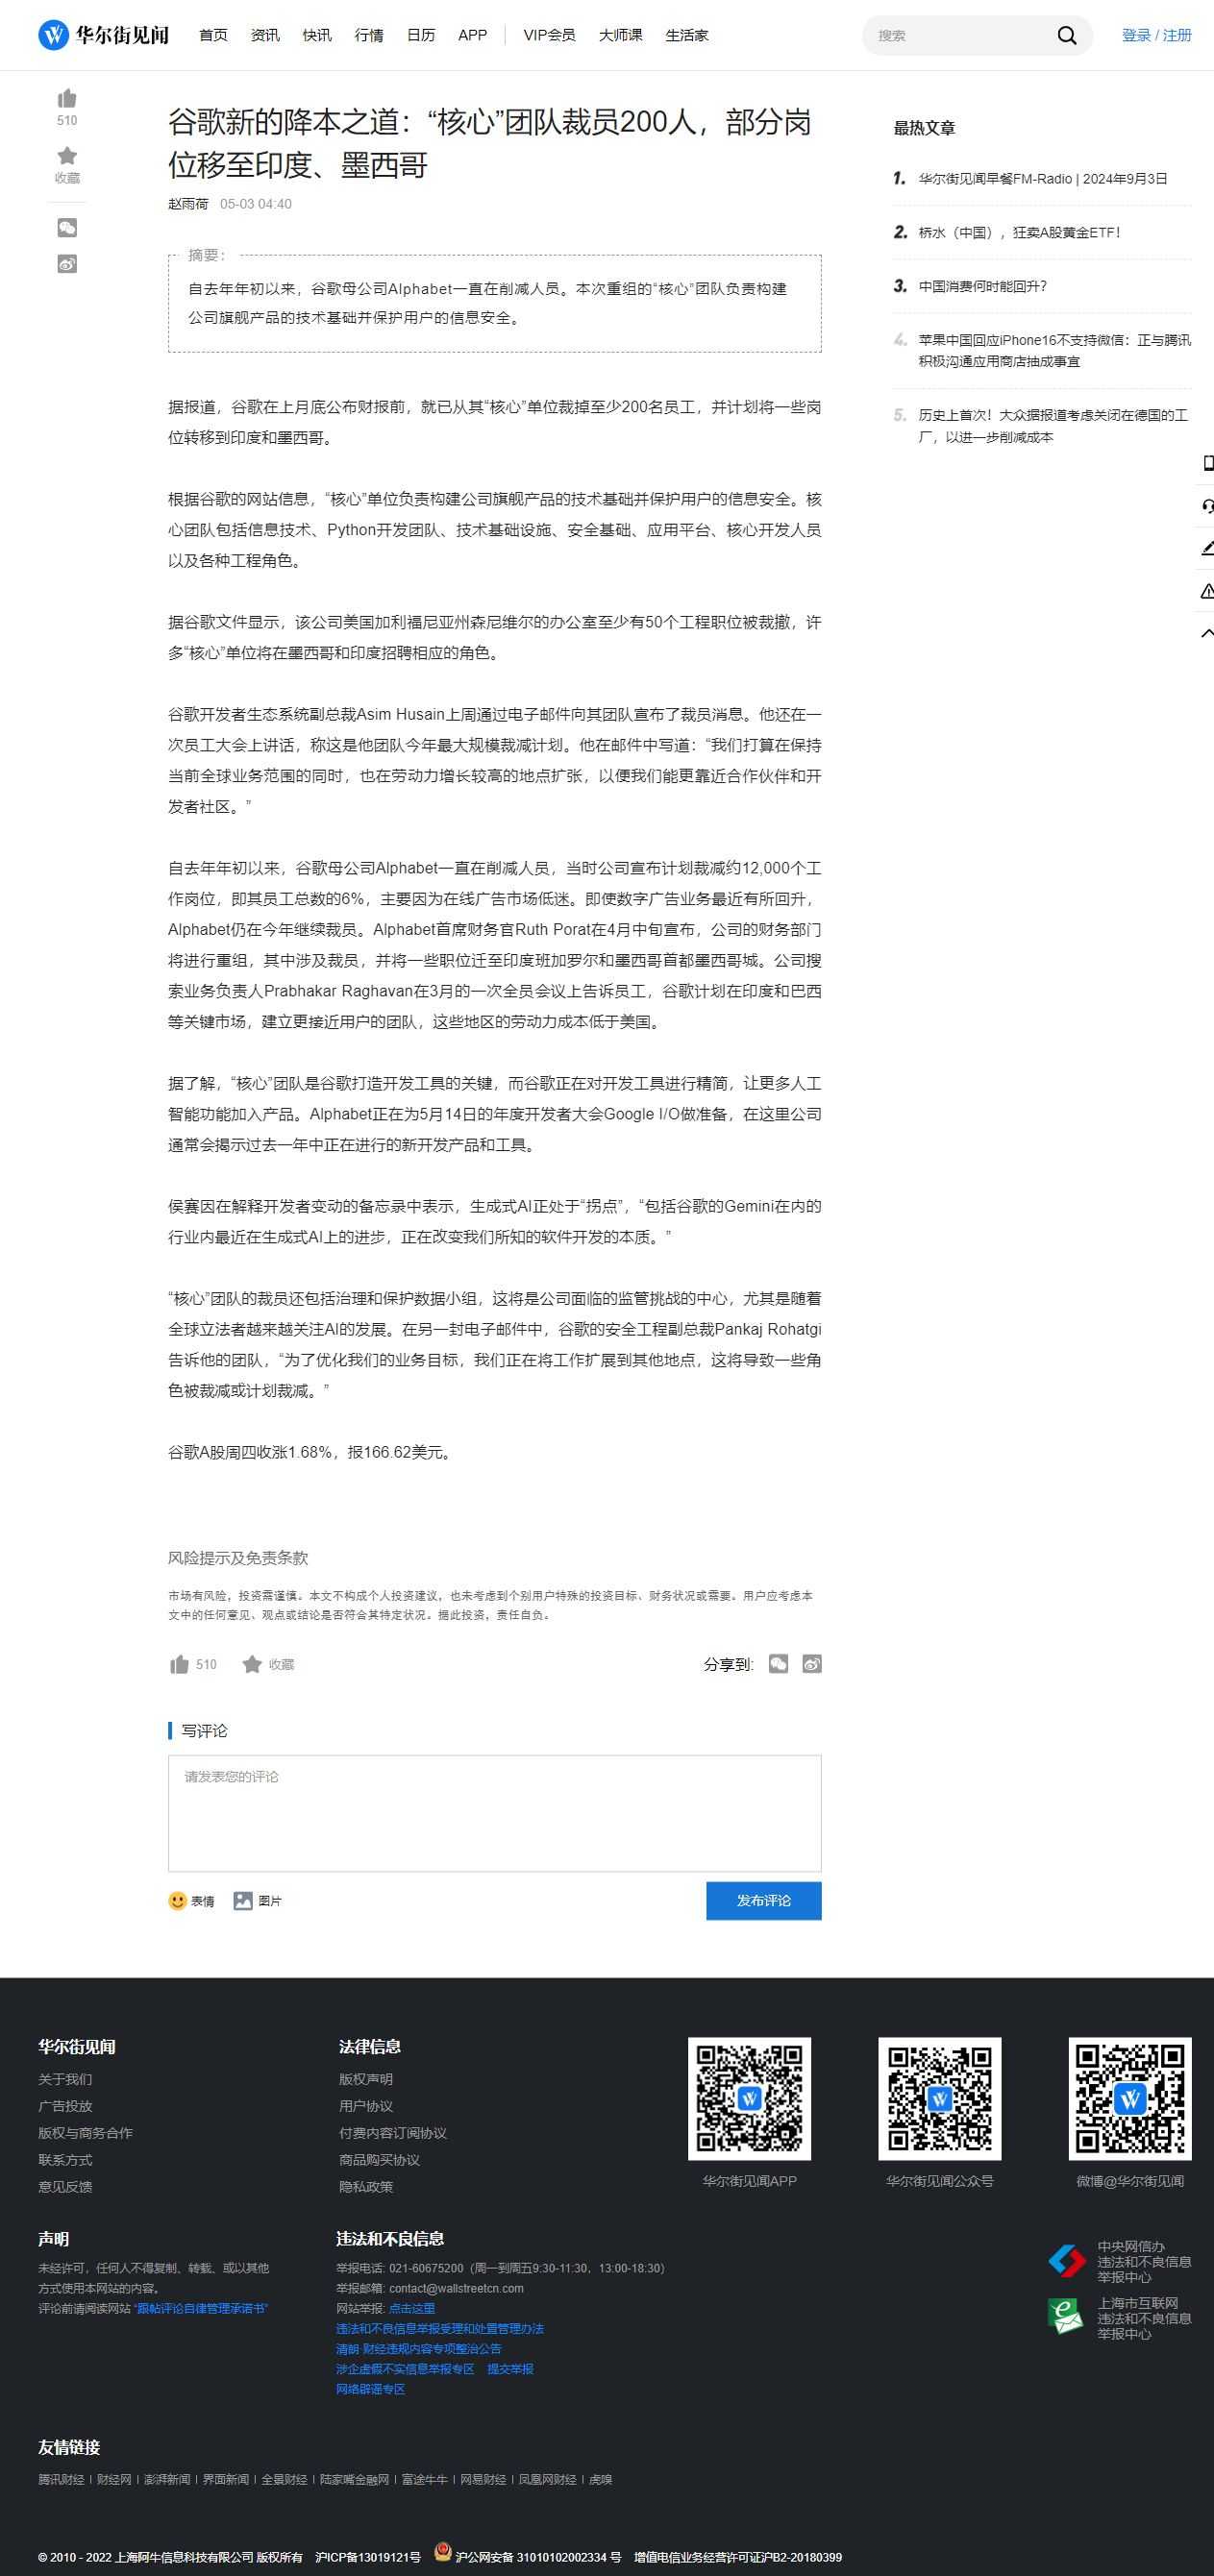 华尔街见闻
首页 资讯 快讯 行情 日历 APP VIP会员 大师课 生活家
搜索
登录 / 注册
510
收藏
谷歌新的降本之道：“核心”团队裁员200人，部分岗
位移至印度、墨西哥
赵雨荷 05-03 04:40
摘要：
自去年年初以来，谷歌母公司Alphabet一直在削减人员。本次重组的“核心”团队负责构建
公司旗舰产品的技术基础并保护用户的信息安全。
据报道，谷歌在上月底公布财报前，就已从其“核心”单位裁掉至少200名员工，并计划将一些岗
位转移到印度和墨西哥。
根据谷歌的网站信息，“核心”单位负责构建公司旗舰产品的技术基础并保护用户的信息安全。核
心团队包括信息技术、Python开发团队、技术基础设施、安全基础、应用平台、核心开发人员
以及各种工程角色。
据谷歌文件显示，该公司美国加利福尼亚州森尼维尔的办公室至少有50个工程职位被裁撤，许
多“核心”单位将在墨西哥和印度招聘相应的角色。
谷歌开发者生态系统副总裁Asim Husain上周通过电子邮件向其团队宣布了裁员消息。他还在一
次员工大会上讲话，称这是他团队今年最大规模裁减计划。他在邮件中写道：“我们打算在保持
当前全球业务范围的同时，也在劳动力增长较高的地点扩张，以便我们能更靠近合作伙伴和开
发者社区。”
自去年年初以来，谷歌母公司Alphabet一直在削减人员，当时公司宣布计划裁减约12,000个工
作岗位，即其员工总数的6%，主要因为在线广告市场低迷。即使数字广告业务最近有所回升，
Alphabet仍在今年继续裁员。Alphabet首席财务官Ruth Porat在4月中旬宣布，公司的财务部门
将进行重组，其中涉及裁员，并将一些职位迁至印度班加罗尔和墨西哥首都墨西哥城。公司搜
索业务负责人Prabhakar Raghavan在3月的一次全员会议上告诉员工，谷歌计划在印度和巴西
等关键市场，建立更接近用户的团队，这些地区的劳动力成本低于美国。
据了解，“核心”团队是谷歌打造开发工具的关键，而谷歌正在对开发工具进行精简，让更多人工
智能功能加入产品。Alphabet正在为5月14日的年度开发者大会Google I/O做准备，在这里公司
通常会揭示过去一年中正在进行的新开发产品和工具。
侯赛因在解释开发者变动的备忘录中表示，生成式AI正处于“拐点”，“包括谷歌的Gemini在内的
行业内最近在生成式AI上的进步，正在改变我们所知的软件开发的本质。”
“核心”团队的裁员还包括治理和保护数据小组，这将是公司面临的监管挑战的中心，尤其是随着
全球立法者越来越关注AI的发展。在另一封电子邮件中，谷歌的安全工程副总裁Pankaj Rohatgi
告诉他的团队，“为了优化我们的业务目标，我们正在将工作扩展到其他地点，这将导致一些角
色被裁减或计划裁减。”
谷歌A股周四收涨1.68%，报166.62美元。
风险提示及免责条款
市场有风险，投资需谨慎。本文不构成个人投资建议，也未考虑到个别用户特殊的投资目标、财务状况或需要。用户应考虑本
文中的任何意见、观点或结论是否符合其特定状况。据此投资，责任自负。
510 收藏 分享到:
写评论
请发表您的评论
表情 图片 发布评论
最热文章
1. 华尔街见闻早餐FM-Radio | 2024年9月3日
2. 桥水（中国），狂卖A股黄金ETF！
3. 中国消费何时能回升？
4. 苹果中国回应iPhone16不支持微信：正与腾讯
积极沟通应用商店抽成事宜
5. 历史上首次！大众据报道考虑关闭在德国的工
厂，以进一步削减成本
华尔街见闻
关于我们
广告投放
版权与商务合作
联系方式
意见反馈
法律信息
版权声明
用户协议
付费内容订阅协议
商品购买协议
隐私政策
华尔街见闻APP
华尔街见闻公众号
微博@华尔街见闻
声明
未经许可，任何人不得复制、转载、或以其他
方式使用本网站的内容。
评论前请阅读网站 “跟帖评论自律管理承诺书”
违法和不良信息
举报电话: 021-60675200（周一到周五9:30-11:30，13:00-18:30）
举报邮箱: contact@wallstreetcn.com
网站举报: 点击这里
违法和不良信息举报受理和处置管理办法
清朗·财经违规内容专项整治公告
涉企虚假不实信息举报专区 提交举报
网络辟谣专区
中央网信办
违法和不良信息
举报中心
上海市互联网
违法和不良信息
举报中心
友情链接
腾讯财经 | 财经网 | 澎湃新闻 | 界面新闻 | 全景财经 | 陆家嘴金融网 | 富途牛牛 | 网易财经 | 凤凰网财经 | 虎嗅
© 2010 - 2022 上海阿牛信息科技有限公司 版权所有 沪ICP备13019121号 沪公网安备 31010102002334 号 增值电信业务经营许可证沪B2-20180399